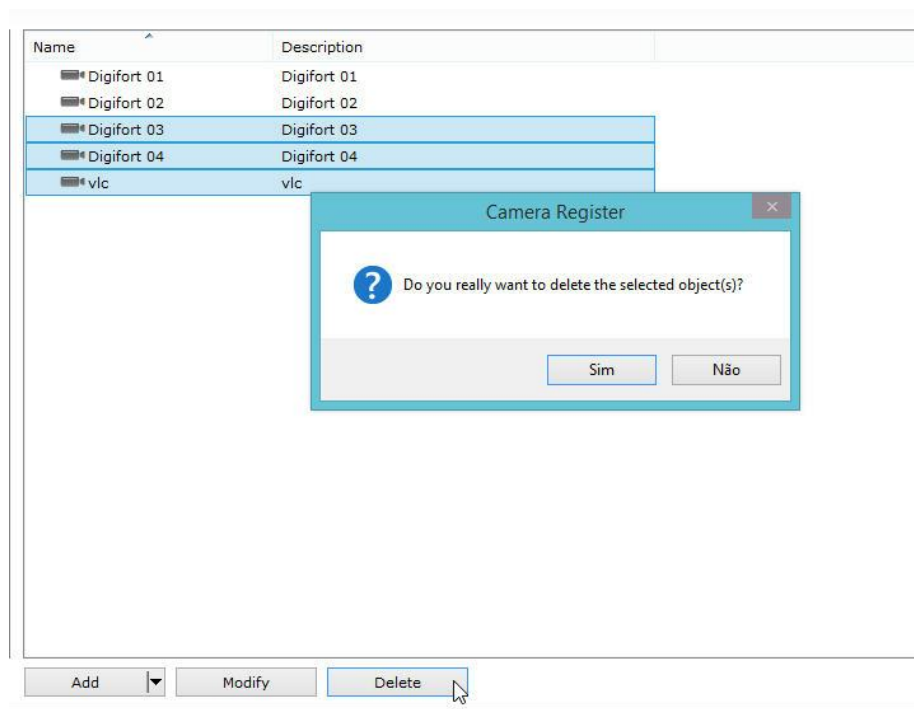 Name Description
Digifort 01 Digifort 01
Digifort 02 Digifort 02
Digifort 03 Digifort 03
Digifort 04 Digifort 04
vlc vlc
Camera Register
Do you really want to delete the selected object(s)?
Sim Não
Add Modify Delete